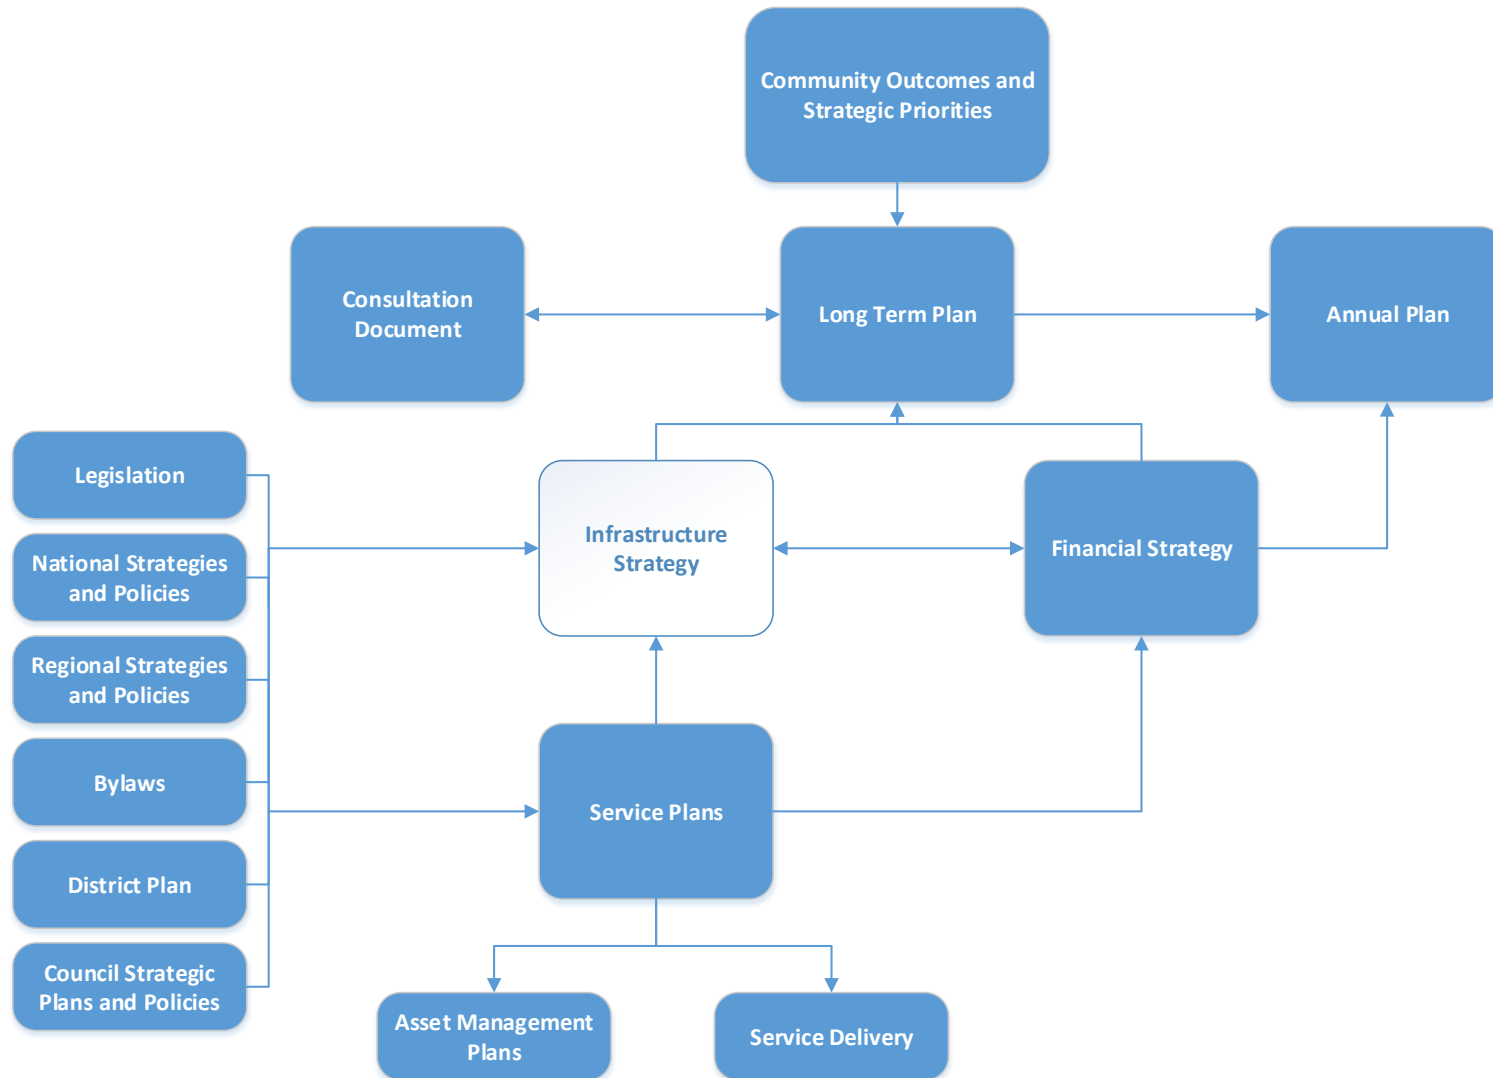 Community Outcomes and
Strategic Priorities
Consultation
Document
Long Term Plan
Annual Plan
Legislation
National Strategies
and Policies
Regional Strategies
and Policies
Bylaws
District Plan
Council Strategic
Plans and Policies
Infrastructure
Strategy
Financial Strategy
Service Plans
Asset Management
Plans
Service Delivery